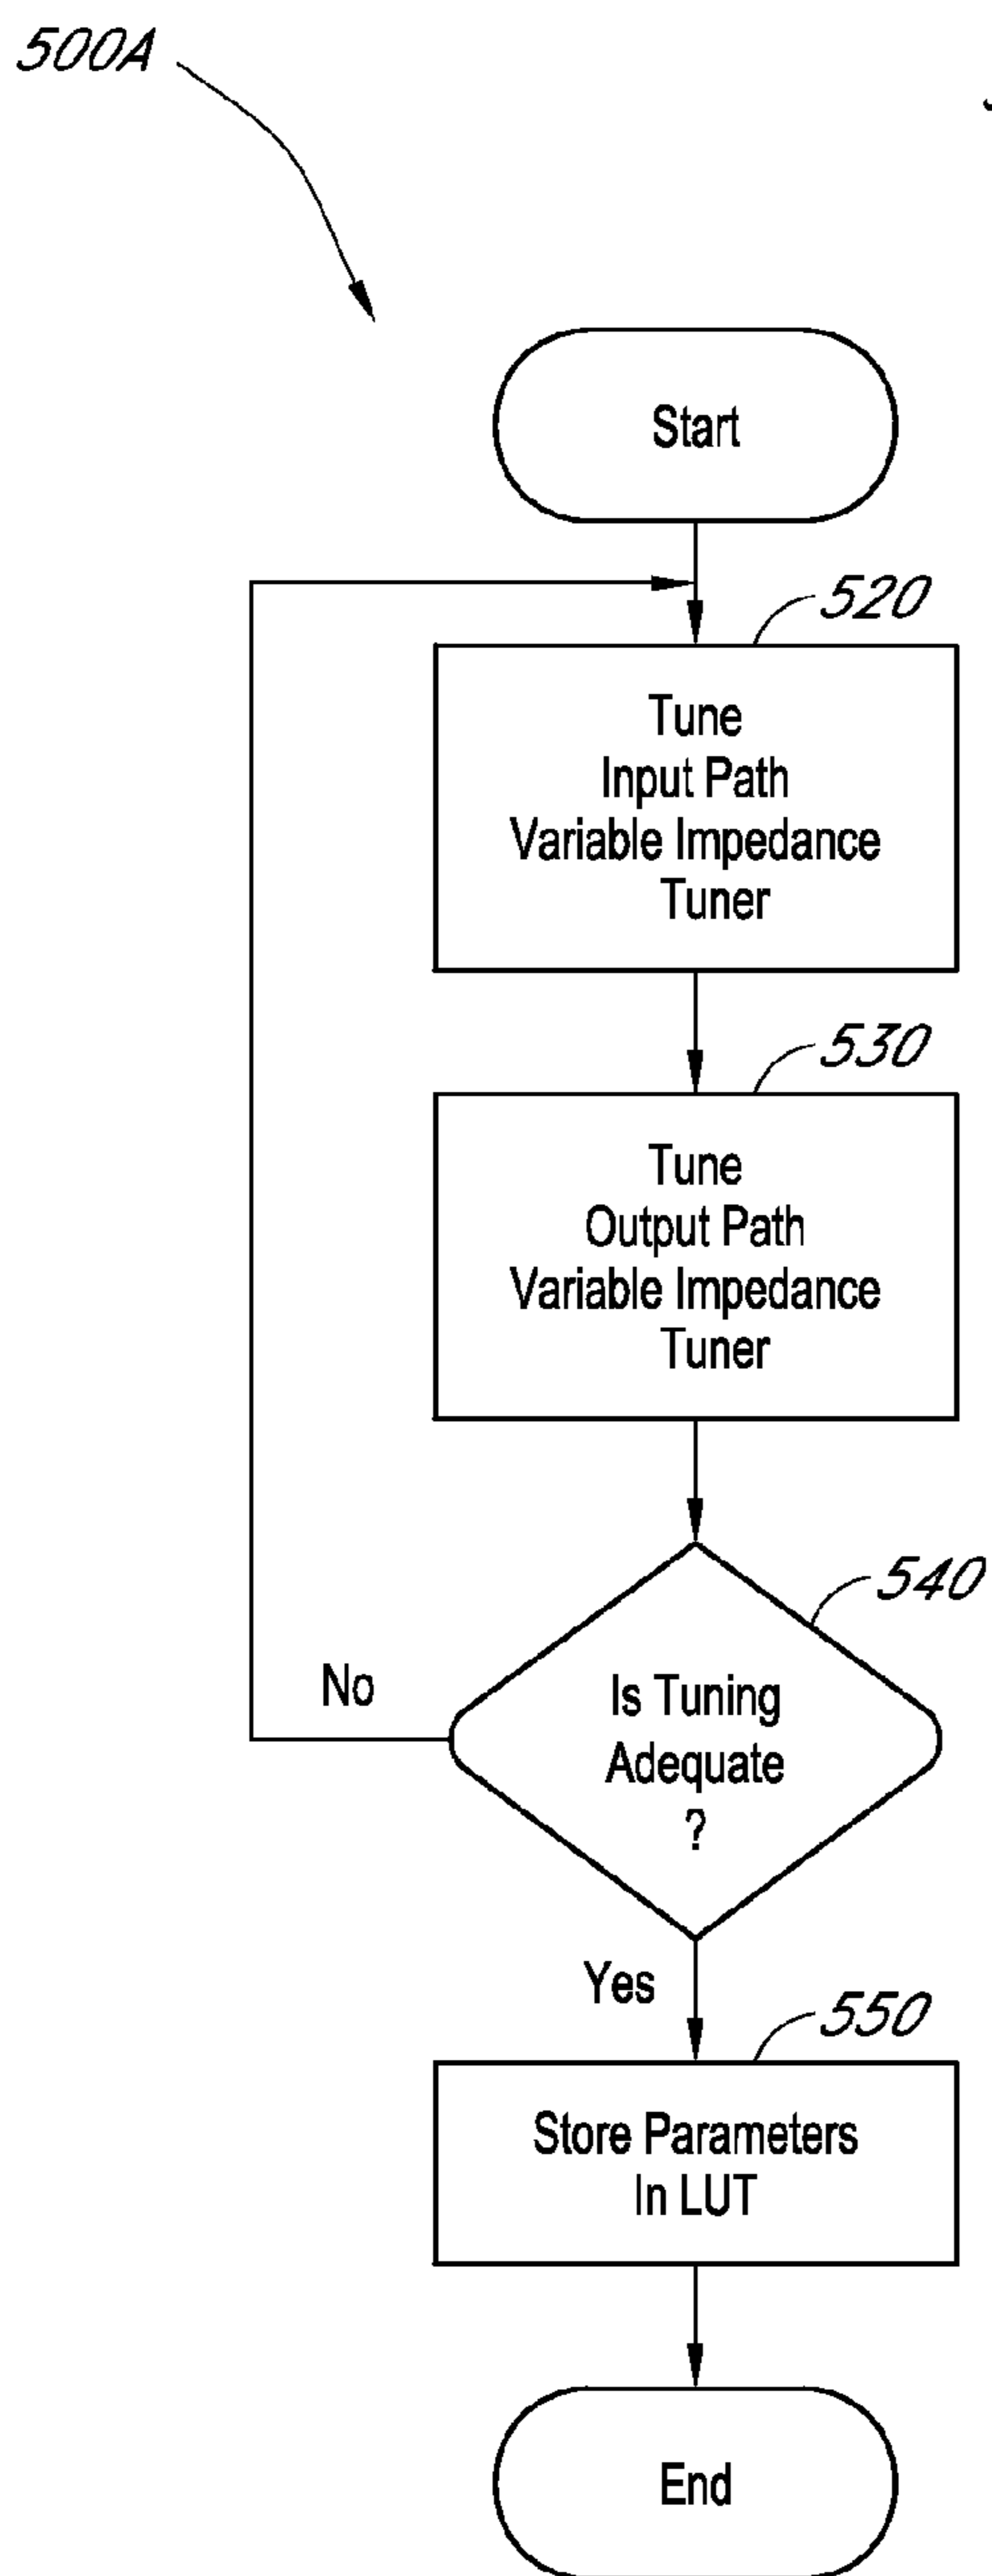 500A
Start
520
Tune
Input Path
Variable Impedance
Tuner
530
Tune
Output Path
Variable Impedance
Tuner
540
Is Tuning
Adequate
?
No
Yes
550
Store Parameters
In LUT
End